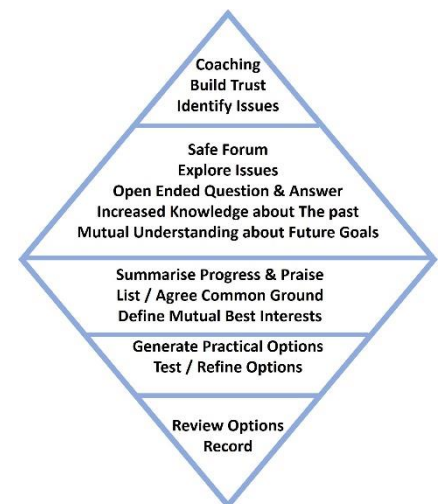 Coaching
Build Trust
Identify Issues
Safe Forum
Explore Issues
Open Ended Question & Answer
Increased Knowledge about The past
Mutual Understanding about Future Goals
Summarise Progress & Praise
List / Agree Common Ground
Define Mutual Best Interests
Generate Practical Options
Test / Refine Options
Review Options
Record